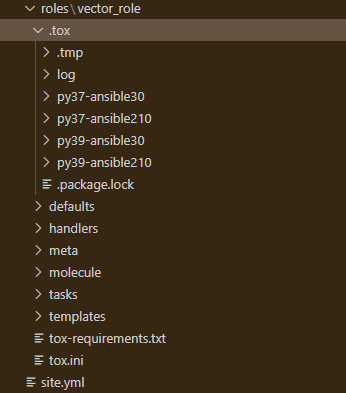 roles\vector_role
.tox
.tmp
log
py37-ansible30
py37-ansible210
py39-ansible30
py39-ansible210
.package.lock
defaults
handlers
meta
molecule
tasks
templates
tox-requirements.txt
tox.ini
site.yml